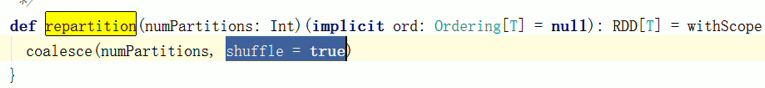 */
def repartition(numPartitions: Int)(implicit ord: Ordering[T] = null): RDD[T] = withScope
coalesce(numPartitions, shuffle = true)
}